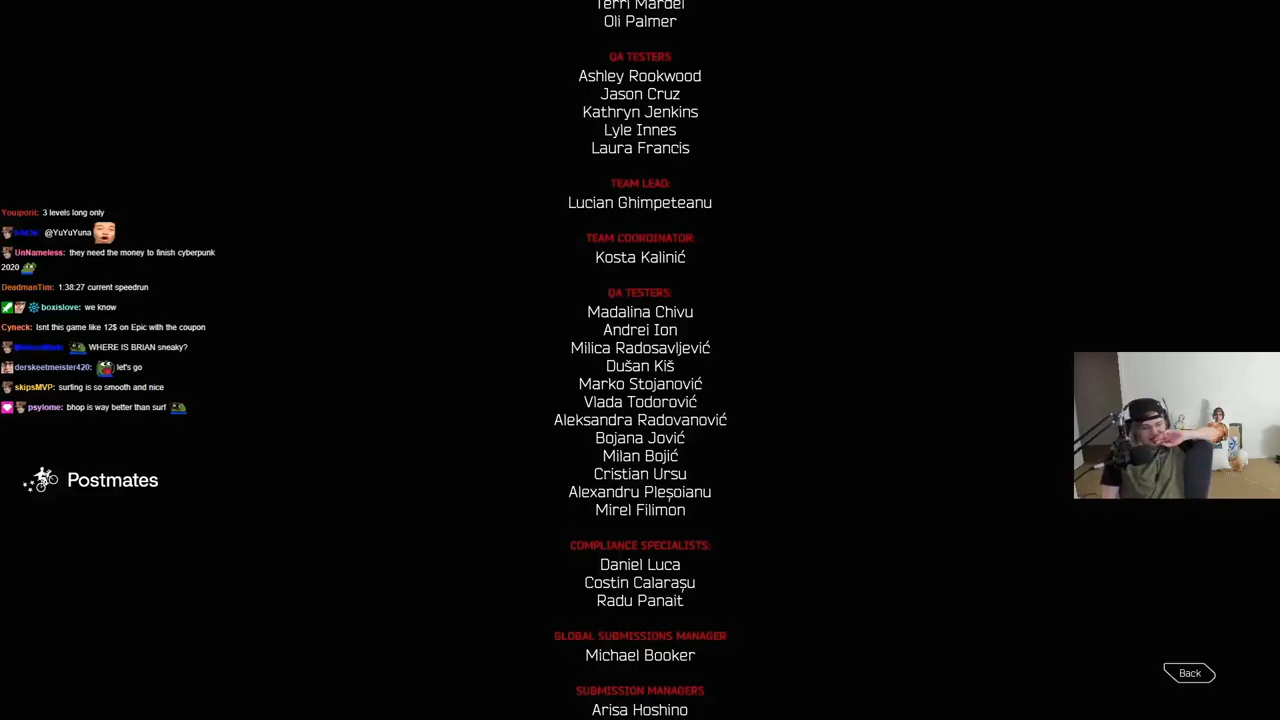 Terri Mardel
Oli Palmer
QA TESTERS
Ashley Rookwood
Jason Cruz
Kathryn Jenkins
Lyle Innes
Laura Francis
TEAM LEAD:
Lucian Ghimpeteanu
TEAM COORDINATOR:
Kosta Kalinić
QA TESTERS:
Madalina Chivu
Andrei Ion
Milica Radosavljević
Dušan Kiš
Marko Stojanović
Vlada Todorović
Aleksandra Radovanović
Bojana Jović
Milan Bojić
Cristian Ursu
Alexandru Pleșoianu
Mirel Filimon
COMPLIANCE SPECIALISTS:
Daniel Luca
Costin Calarașu
Radu Panait
GLOBAL SUBMISSIONS MANAGER
Michael Booker
SUBMISSION MANAGERS
Arisa Hoshino
3 levels long only
@YuYuYuna
UnNameless: they need the money to finish cyberpunk
2020
DeadmanTim: 1:38:27 current speedrun
boxislove: we know
Cyneck: Isnt this game like 12$ on Epic with the coupon
WHERE IS BRIAN sneaky?
derskeetmeister420: let's go
skipsMVP: surfing is so smooth and nice
psylome: bhop is way better than surf
Postmates
Back